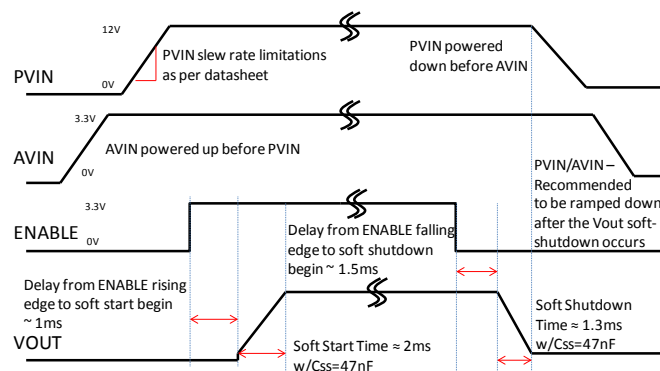 12V
PVIN
0V
PVIN slew rate limitations
as per datasheet
PVIN powered
down before AVIN
3.3V
AVIN
0V
AVIN powered up before PVIN
PVIN/AVIN –
Recommended
to be ramped down
after the Vout soft-
shutdown occurs
3.3V
ENABLE
0V
Delay from ENABLE falling
edge to soft shutdown
begin ~ 1.5ms
Delay from ENABLE rising
edge to soft start begin
~ 1ms
VOUT
Soft Start Time ≈ 2ms
w/Css=47nF
Soft Shutdown
Time ≈ 1.3ms
w/Css=47nF